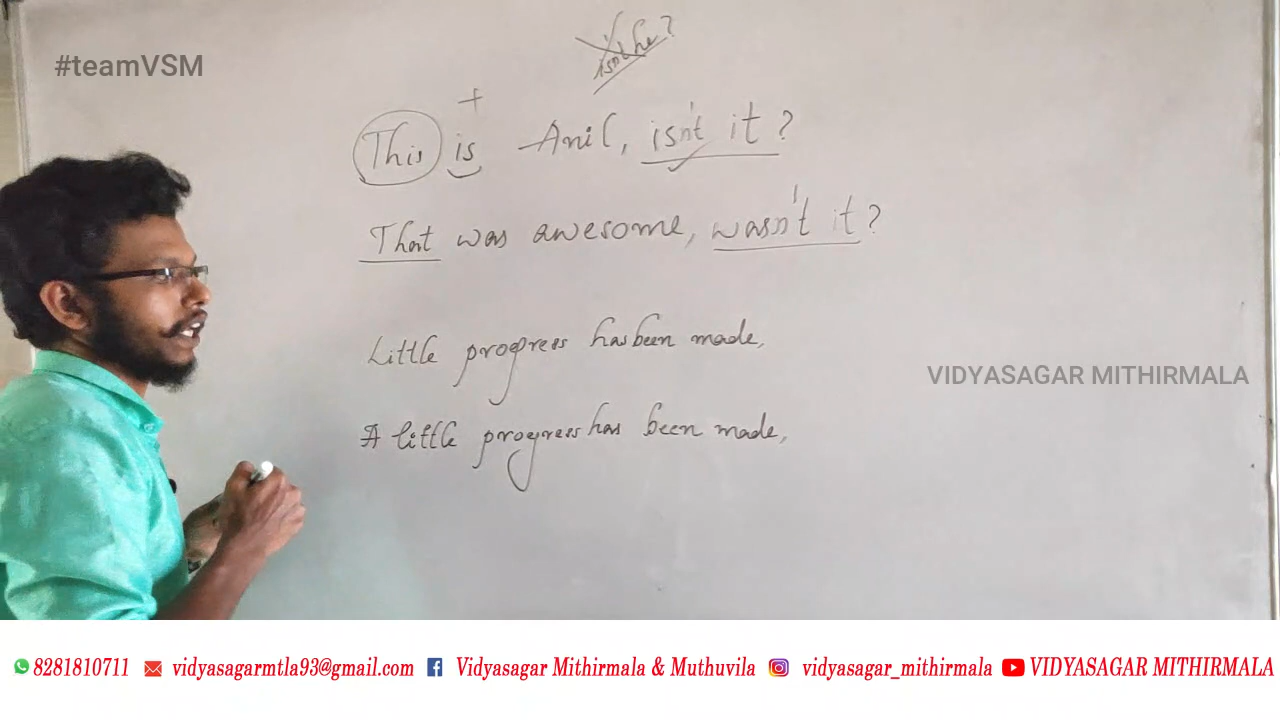 #teamVSM
isn't he?
+
This is Anil, isn't it?
That was awesome, wasn't it?
Little progress has been made,
VIDYASAGAR MITHIRMALA
A little progress has been made,
8281810711 vidyasagarmtla93@gmail.com Vidyasagar Mithirmala & Muthuvila vidyasagar_mithirmala VIDYASAGAR MITHIRMALA